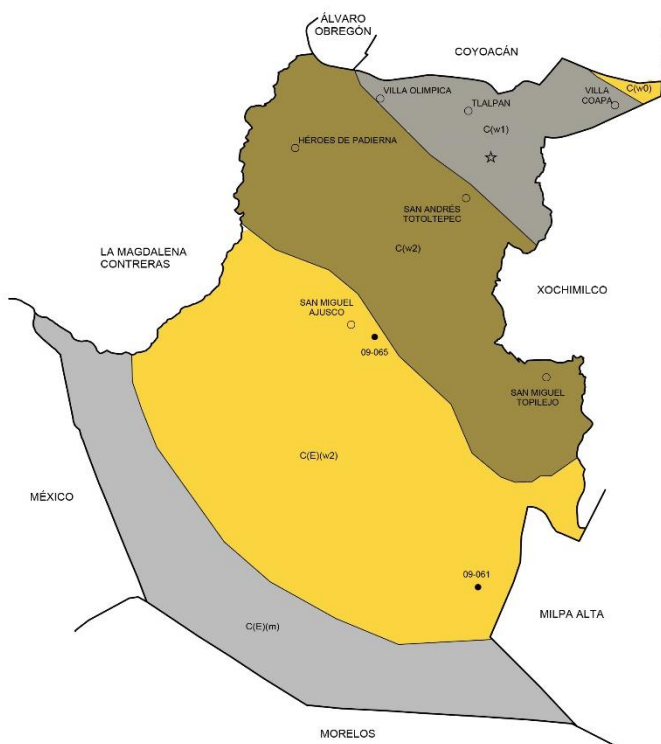 ÁLVARO
OBREGÓN
COYOACÁN
C(w0)
VILLA OLIMPICA
TLALPAN
VILLA
COAPA
C(w1)
HÉROES DE PADIERNA
SAN ANDRÉS
TOTOLTEPEC
C(w2)
LA MAGDALENA
CONTRERAS
XOCHIMILCO
SAN MIGUEL
AJUSCO
09-065
SAN MIGUEL
TOPILEJO
C(E)(w2)
MÉXICO
09-061
MILPA ALTA
C(E)(m)
MORELOS